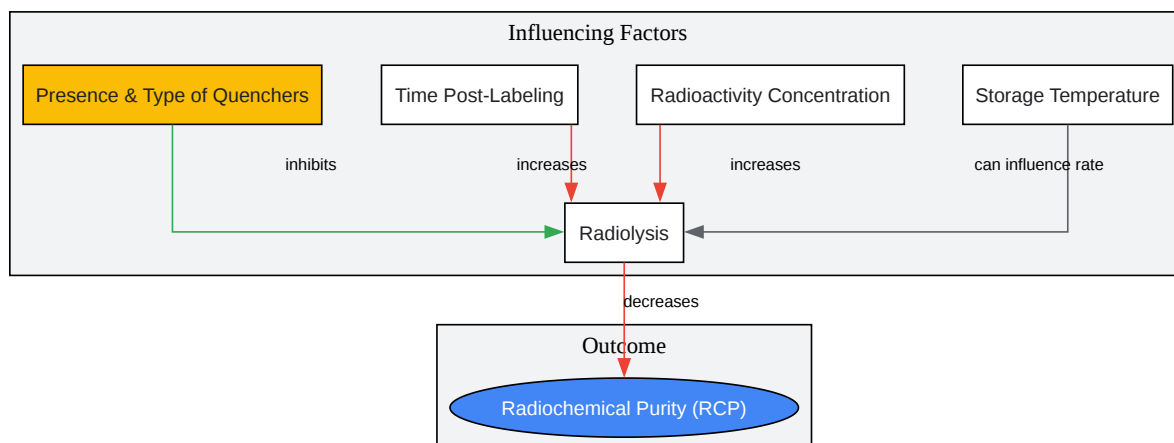 Influencing Factors
Presence & Type of Quenchers
Time Post-Labeling
Radioactivity Concentration
Storage Temperature
inhibits
increases
increases
can influence rate
Radiolysis
decreases
Outcome
Radiochemical Purity (RCP)